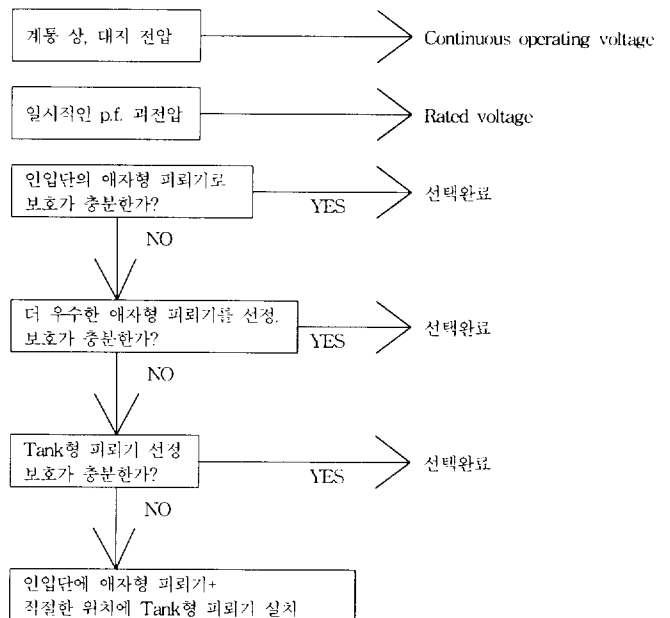 계통 상, 대지 전압
Continuous operating voltage
일시적인 p.f. 과전압
Rated voltage
인입단의 애자형 피뢰기로
보호가 충분한가?
YES
선택완료
NO
더 우수한 애자형 피뢰기를 선정,
보호가 충분한가?
YES
선택완료
NO
Tank형 피뢰기 선정
보호가 충분한가?
YES
선택완료
NO
인입단에 애자형 피뢰기+
적절한 위치에 Tank형 피뢰기 설치